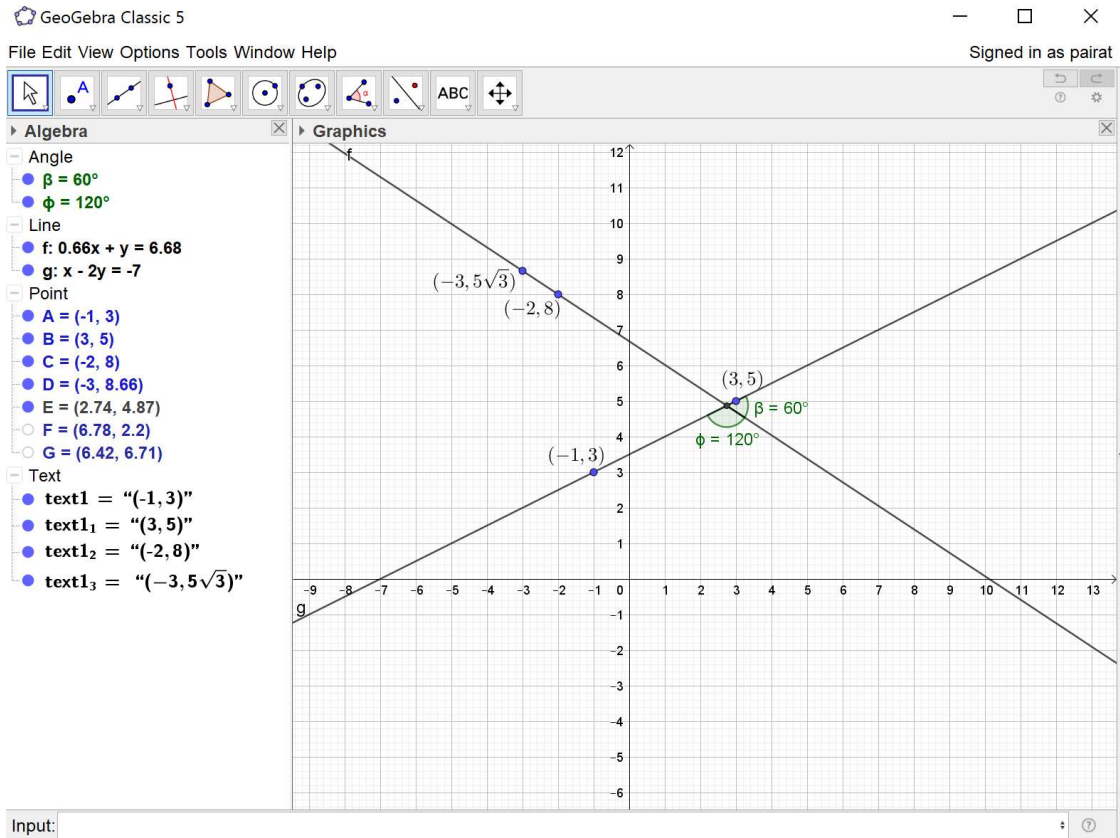 GeoGebra Classic 5
File Edit View Options Tools Window Help
Signed in as pairat
ABC
Algebra
Angle
β = 60°
ϕ = 120°
Line
f: 0.66x + y = 6.68
g: x - 2y = -7
Point
A = (-1, 3)
B = (3, 5)
C = (-2, 8)
D = (-3, 8.66)
E = (2.74, 4.87)
F = (6.78, 2.2)
G = (6.42, 6.71)
Text
text1 = “(-1, 3)”
text1₁ = “(3, 5)”
text1₂ = “(-2, 8)”
text1₃ = “(−3, 5√3)”
Graphics
f
12
11
10
9
(−3, 5√3)
8
(−2, 8)
7
6
(3, 5)
5
β = 60°
4
ϕ = 120°
(−1, 3)
3
2
1
−9 −8 −7 −6 −5 −4 −3 −2 −1 0 1 2 3 4 5 6 7 8 9 10 11 12 13
g
−1
−2
−3
−4
−5
−6
Input: